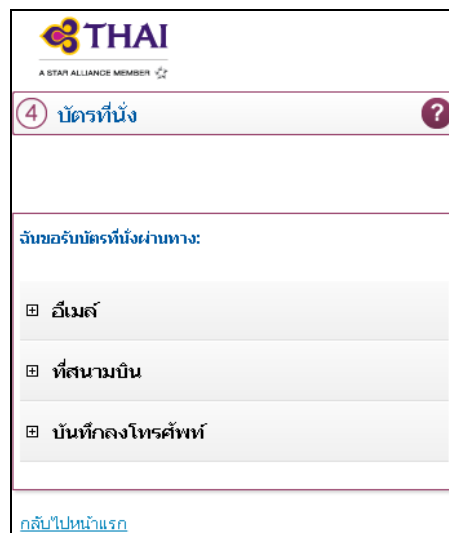 THAI
A STAR ALLIANCE MEMBER
4 บัตรที่นั่ง ?
ฉันขอรับบัตรที่นั่งผ่านทาง:
อีเมล์
ที่สนามบิน
บันทึกลงโทรศัพท์
กลับไปหน้าแรก